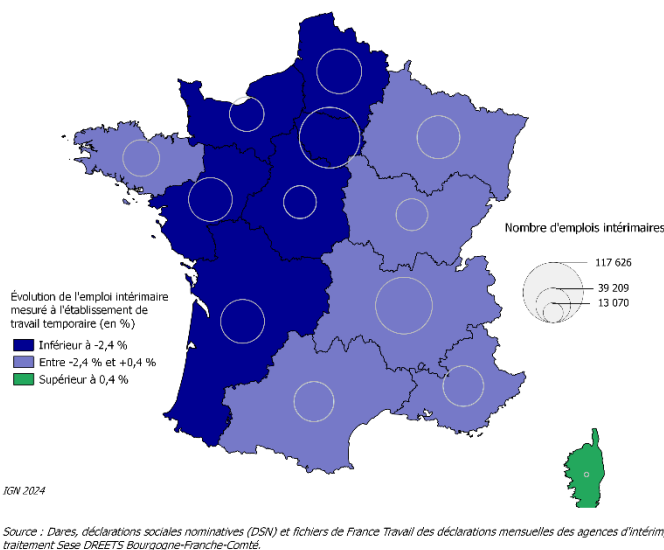 Nombre d'emplois intérimaires
117 626
39 209
13 070
Évolution de l'emploi intérimaire
mesuré à l'établissement de
travail temporaire (en %)
Inférieur à -2,4 %
Entre -2,4 % et +0,4 %
Supérieur à 0,4 %
IGN 2024
Source : Dares, déclarations sociales nominatives (DSN) et fichiers de France Travail des déclarations mensuelles des agences d'intérim,
traitement Sese DREETS Bourgogne-Franche-Comté.